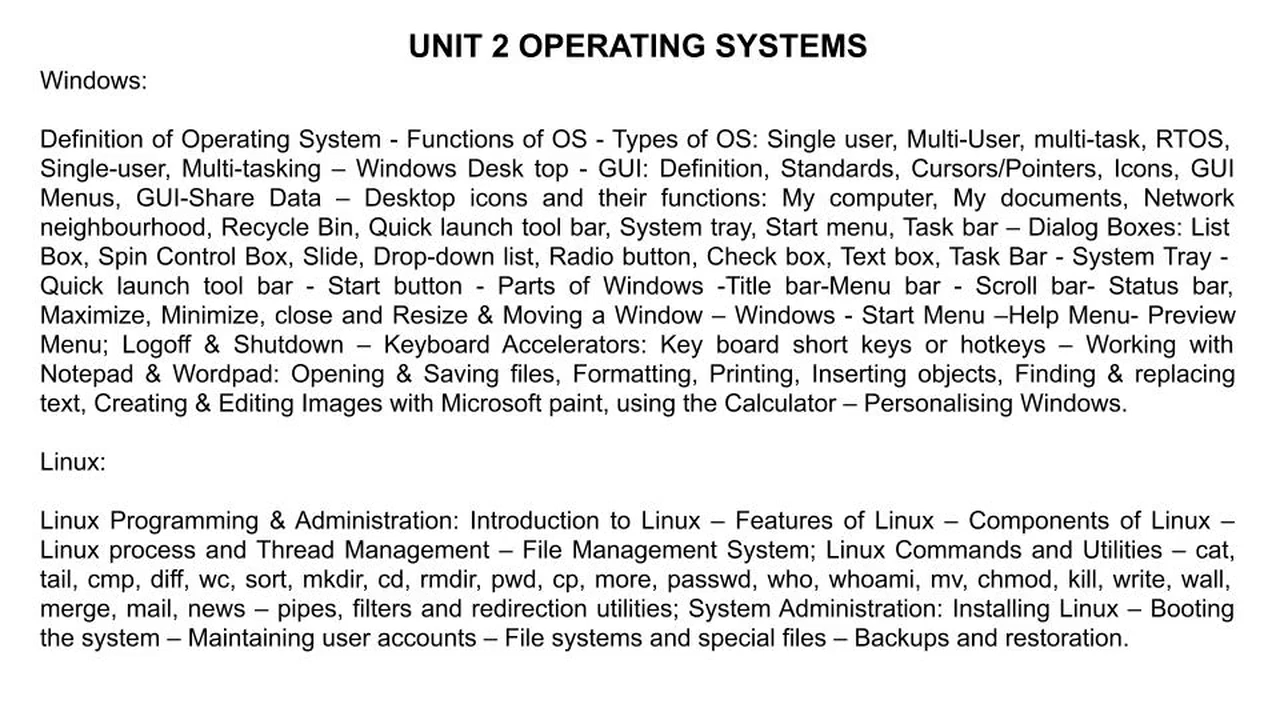 UNIT 2 OPERATING SYSTEMS
Windows:
Definition of Operating System - Functions of OS - Types of OS: Single user, Multi-User, multi-task, RTOS,
Single-user, Multi-tasking – Windows Desk top - GUI: Definition, Standards, Cursors/Pointers, Icons, GUI
Menus, GUI-Share Data – Desktop icons and their functions: My computer, My documents, Network
neighbourhood, Recycle Bin, Quick launch tool bar, System tray, Start menu, Task bar – Dialog Boxes: List
Box, Spin Control Box, Slide, Drop-down list, Radio button, Check box, Text box, Task Bar - System Tray -
Quick launch tool bar - Start button - Parts of Windows -Title bar-Menu bar - Scroll bar- Status bar,
Maximize, Minimize, close and Resize & Moving a Window – Windows - Start Menu –Help Menu- Preview
Menu; Logoff & Shutdown – Keyboard Accelerators: Key board short keys or hotkeys – Working with
Notepad & Wordpad: Opening & Saving files, Formatting, Printing, Inserting objects, Finding & replacing
text, Creating & Editing Images with Microsoft paint, using the Calculator – Personalising Windows.
Linux:
Linux Programming & Administration: Introduction to Linux – Features of Linux – Components of Linux –
Linux process and Thread Management – File Management System; Linux Commands and Utilities – cat,
tail, cmp, diff, wc, sort, mkdir, cd, rmdir, pwd, cp, more, passwd, who, whoami, mv, chmod, kill, write, wall,
merge, mail, news – pipes, filters and redirection utilities; System Administration: Installing Linux – Booting
the system – Maintaining user accounts – File systems and special files – Backups and restoration.